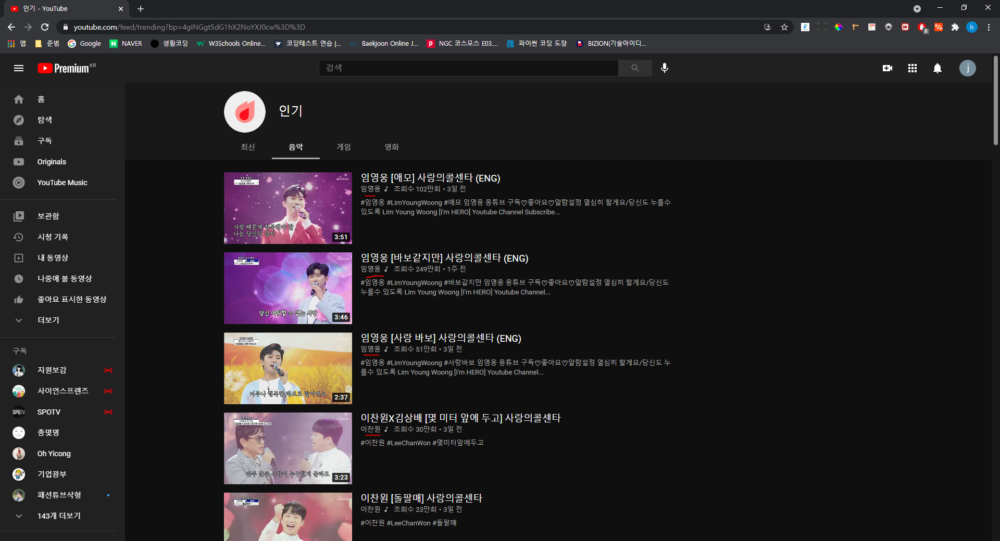 인기 - YouTube
youtube.com/feed/trending?bp=4gINGgt5dG1hX2NoYXJ0cw%3D%3D
8
h
앱 준범 Google NAVER 생활코딩 W3Schools Online... 코딩테스트 연습 |... Baekjoon Online J... NGC 코스모스 E03.... 파이썬 코딩 도장 BIZION(기술아이디...
Premium KR
검색
j
홈
탐색
구독
Originals
YouTube Music
보관함
시청 기록
내 동영상
나중에 볼 동영상
좋아요 표시한 동영상
더보기
구독
지원보감
사이언스프렌즈
SPOTV
총몇명
Oh Yicong
기업광부
패션튜브삭형
143개 더보기
인기
최신 음악 게임 영화
TV CHOSUN
사랑 때문에 침묵해야 할
나는 당신의 남자
3:51
임영웅 [애모] 사랑의콜센타 (ENG)
임영웅 조회수 102만회 • 3일 전
#임영웅 #LimYoungWoong #애모 임영웅 웅튜브 구독♡좋아요♡알람설정 열심히 할게요/당신도 누를수
있도록 Lim Young Woong [I'm HERO] Youtube Channel Subscribe...
TV CHOSUN
당신 미워할 수 없는 사랑
3:46
임영웅 [바보같지만] 사랑의콜센타 (ENG)
임영웅 조회수 249만회 • 1주 전
#임영웅 #LimYoungWoong #바보같지만 임영웅 웅튜브 구독♡좋아요♡알람설정 열심히 할게요/당신도
누를수 있도록 Lim Young Woong [I'm HERO] Youtube Channel...
너무나 행복한 바보로 말이에요
2:37
임영웅 [사랑 바보] 사랑의콜센타 (ENG)
임영웅 조회수 51만회 • 3일 전
#임영웅 #LimYoungWoong #사랑바보 임영웅 웅튜브 구독♡좋아요♡알람설정 열심히 할게요/당신도 누
를수 있도록 Lim Young Woong [I'm HERO] Youtube Channel...
TV CHOSUN
마주 앉은 사람이 누구인지 몰라도
3:23
이찬원X김상배 [몇 미터 앞에 두고] 사랑의콜센타
이찬원 조회수 30만회 • 3일 전
#이찬원 #LeeChanWon #몇미터앞에두고
TV CHOSUN
이찬원 [돌팔매] 사랑의콜센타
이찬원 조회수 23만회 • 3일 전
#이찬원 #LeeChanWon #돌팔매